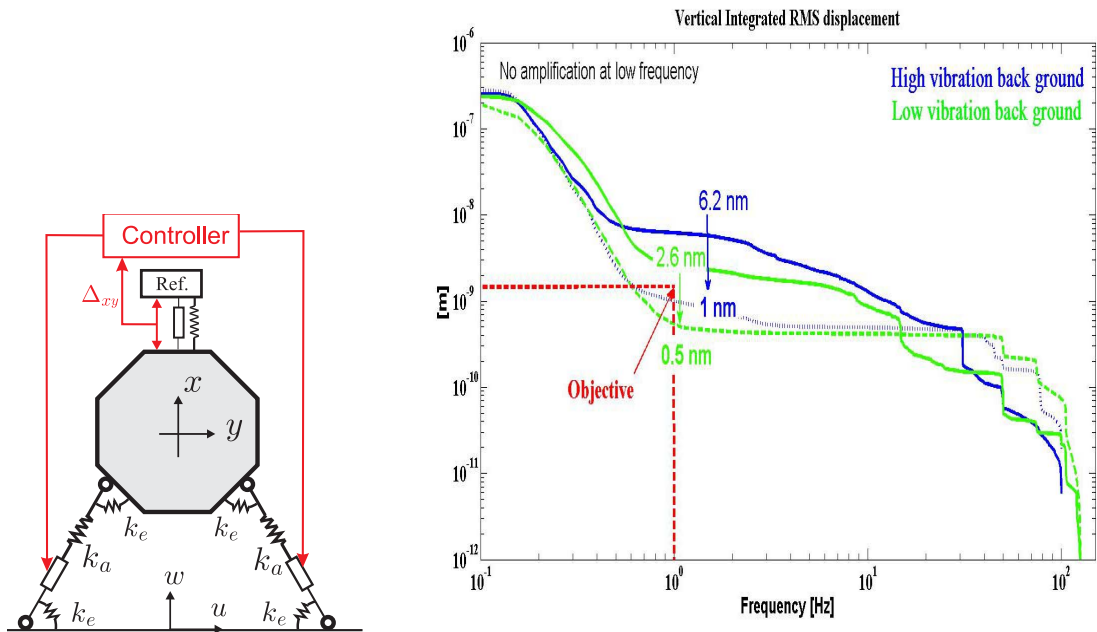 Controller
Ref.
Δxy
x
y
ke
ke
ka
ka
w
u
ke
ke
Vertical Integrated RMS displacement
No amplification at low frequency
High vibration back ground
Low vibration back ground
6.2 nm
2.6 nm
1 nm
0.5 nm
Objective
[m]
10^-6
10^-7
10^-8
10^-9
10^-10
10^-11
10^-12
10^-1
10^0
10^1
10^2
Frequency [Hz]